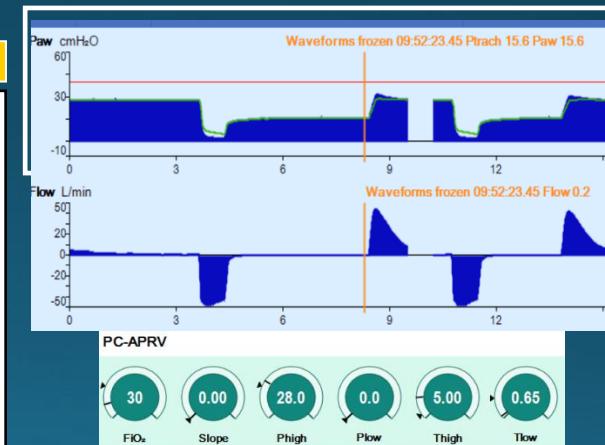 Paw cmH₂O Waveforms frozen 09:52:23.45 Ptrach 15.6 Paw 15.6
60
30
-10
0 3 6 9 12
Flow L/min Waveforms frozen 09:52:23.45 Flow 0.2
50
20
0
-20
-50
0 3 6 9 12
PC-APRV
30 0.00 28.0 0.0 5.00 0.65
FiO₂ Slope Phigh Plow Thigh Tlow